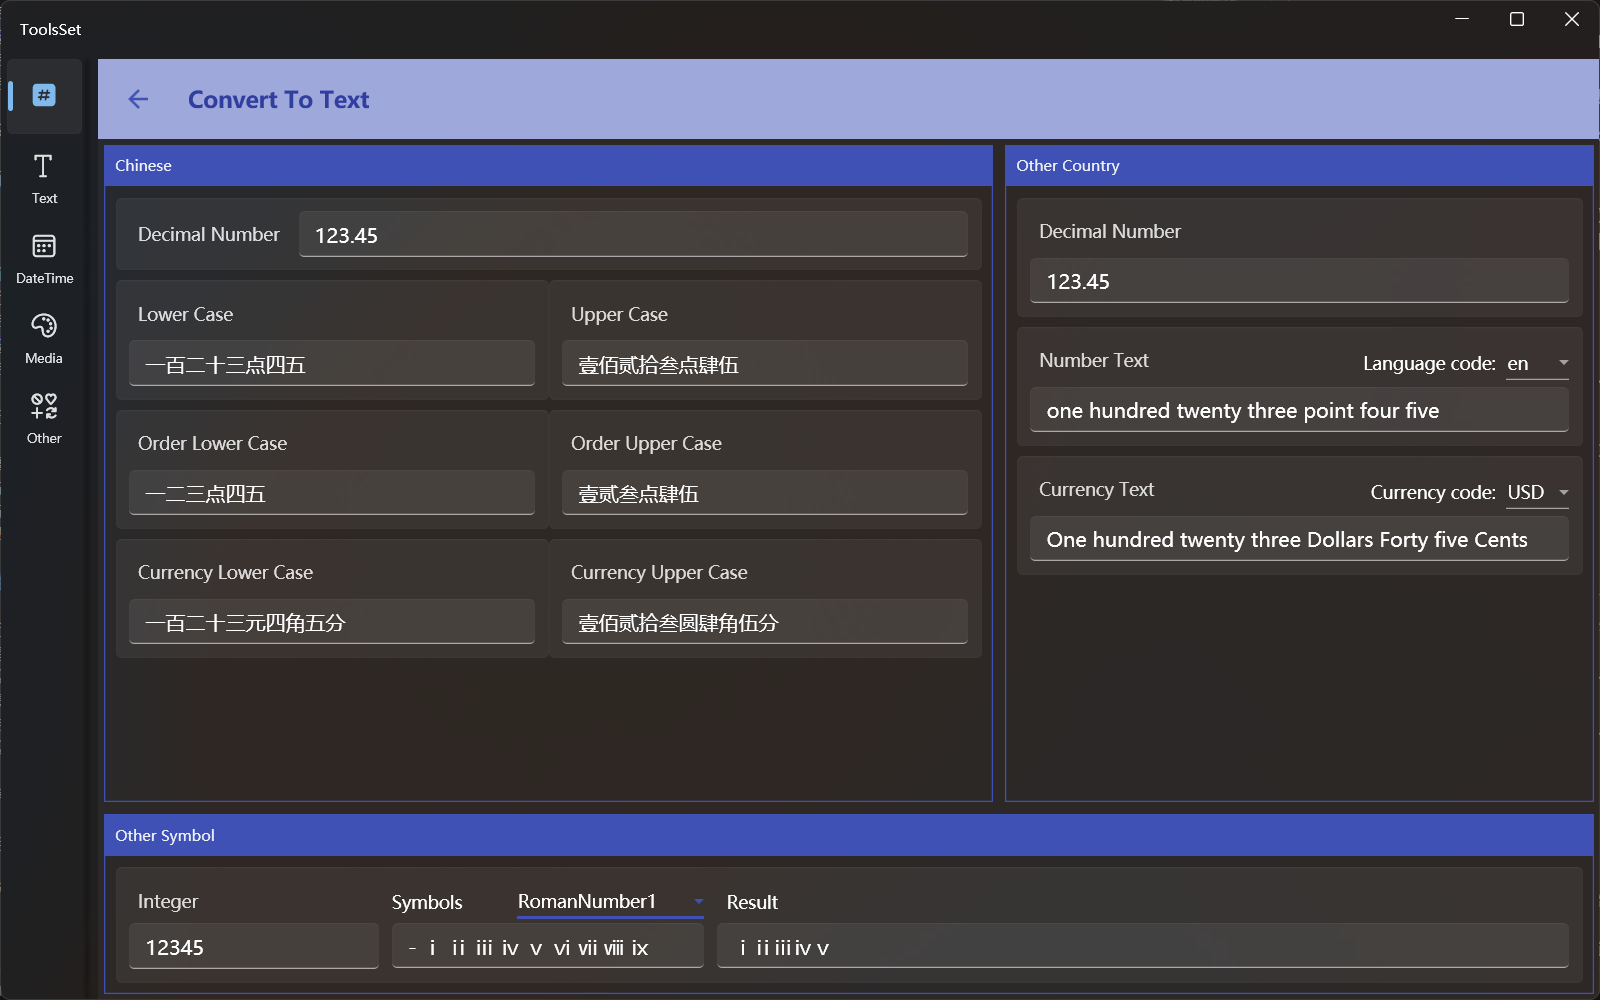 ToolsSet
#
Text
DateTime
Media
Other
Convert To Text
Chinese
Decimal Number
123.45
Lower Case
一百二十三点四五
Upper Case
壹佰贰拾叁点肆伍
Order Lower Case
一二三点四五
Order Upper Case
壹贰叁点肆伍
Currency Lower Case
一百二十三元四角五分
Currency Upper Case
壹佰贰拾叁圆肆角伍分
Other Country
Decimal Number
123.45
Number Text
Language code: en
one hundred twenty three point four five
Currency Text
Currency code: USD
One hundred twenty three Dollars Forty five Cents
Other Symbol
Integer
12345
Symbols
RomanNumber1
- ⅰ ⅱ ⅲ ⅳ ⅴ ⅵ ⅶ ⅷ ⅸ
Result
ⅰ ⅱ ⅲ ⅳ ⅴ